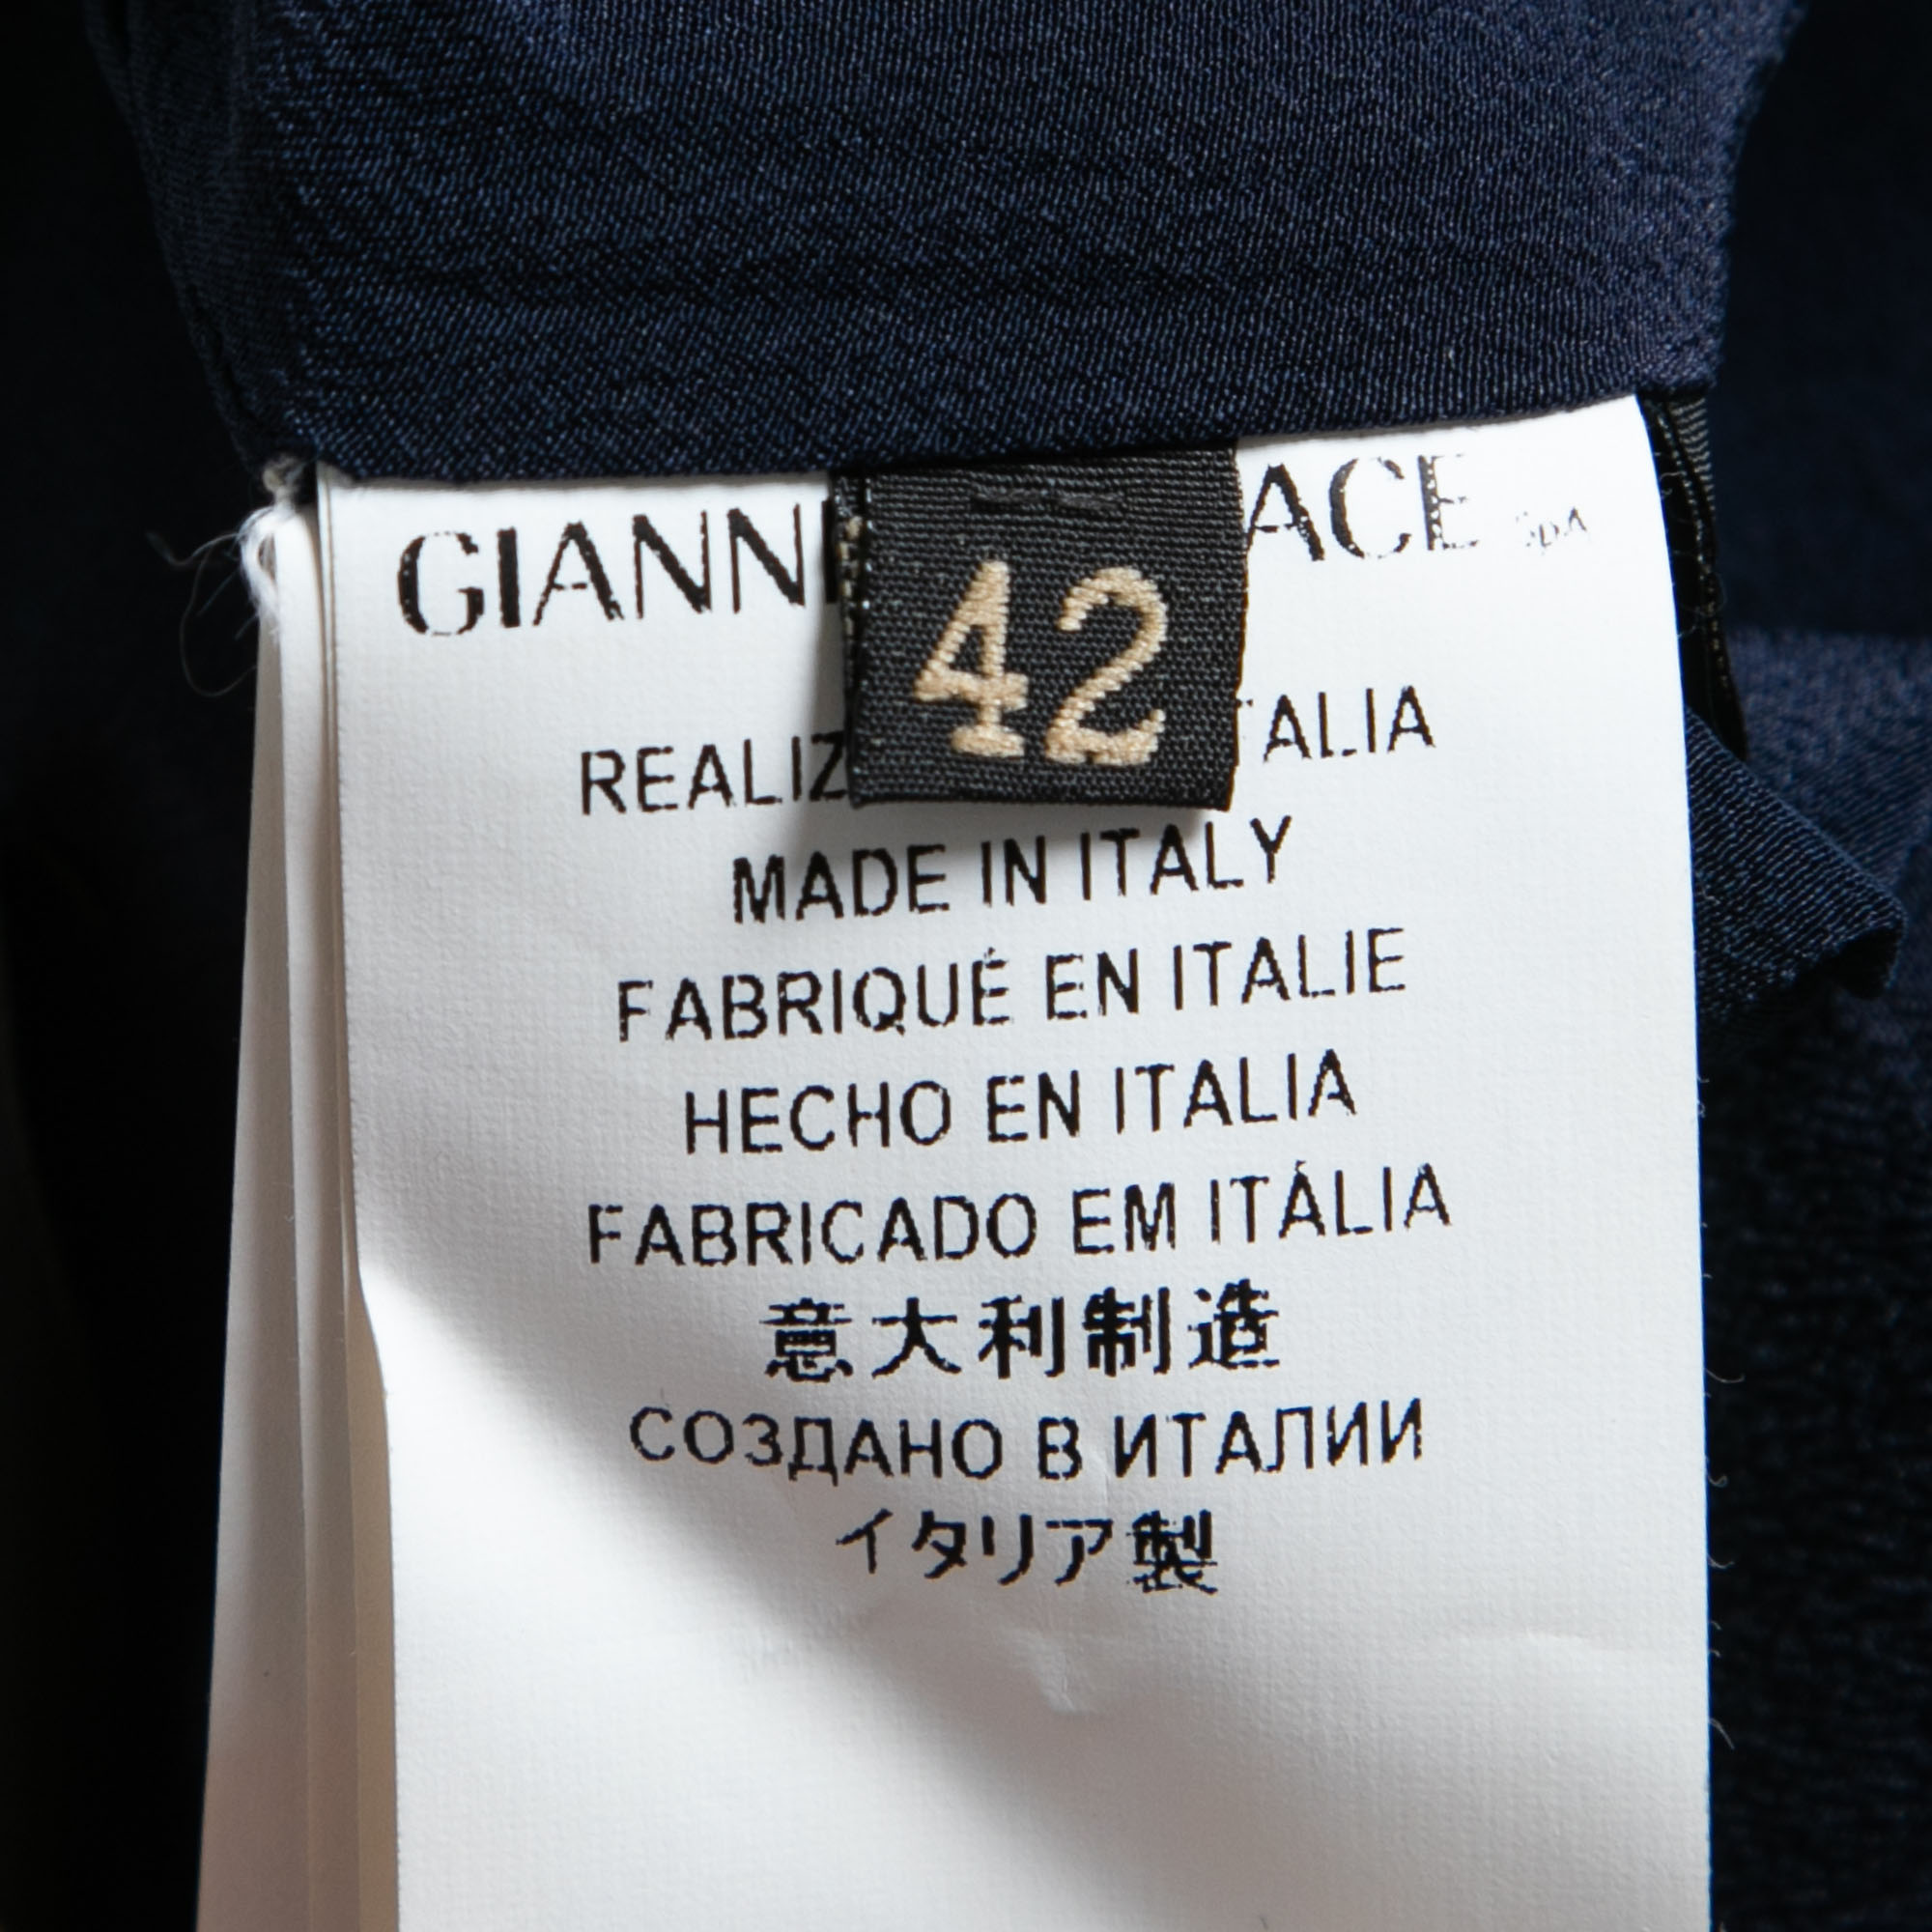 GIANN ACE SpA
42
REALIZ TALIA
MADE IN ITALY
FABRIQUÉ EN ITALIE
HECHO EN ITALIA
FABRICADO EM ITÁLIA
意大利制造
СОЗДАНО В ИТАЛИИ
イタリア製